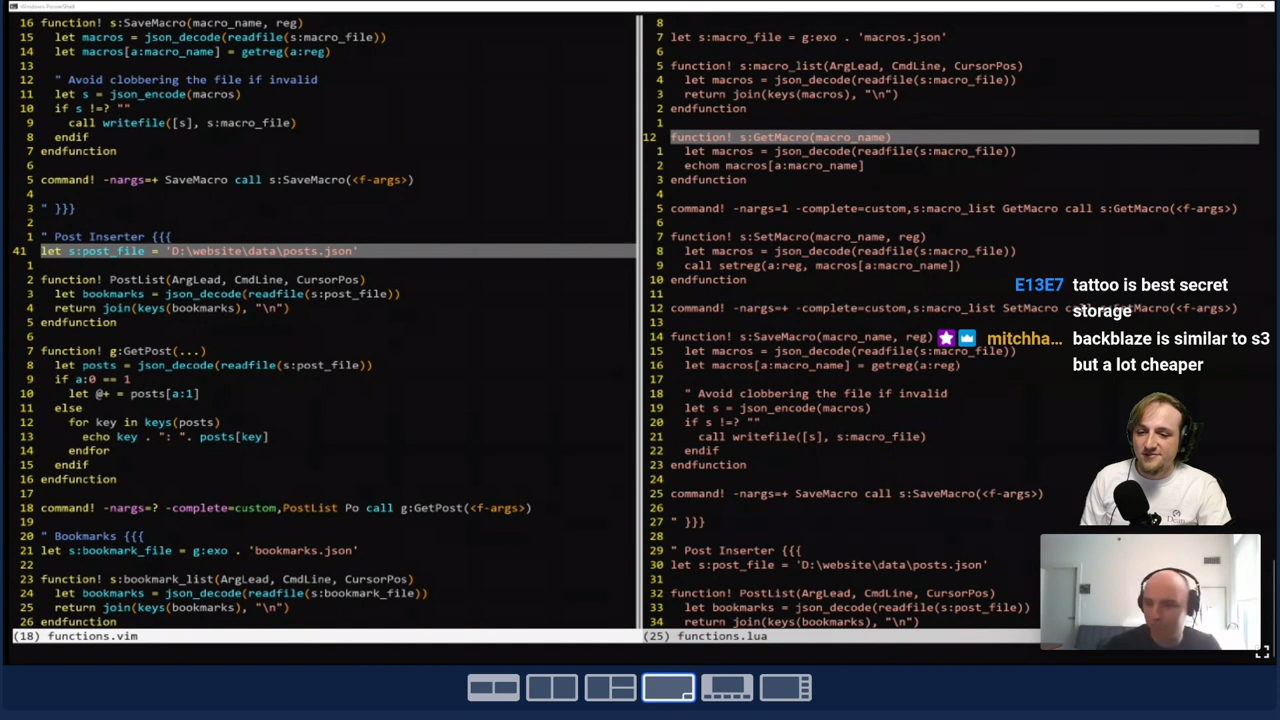 Windows PowerShell
16 function! s:SaveMacro(macro_name, reg)
15 let macros = json_decode(readfile(s:macro_file))
14 let macros[a:macro_name] = getreg(a:reg)
13
12 " Avoid clobbering the file if invalid
11 let s = json_encode(macros)
10 if s !=? ""
9 call writefile([s], s:macro_file)
8 endif
7 endfunction
6
5 command! -nargs=+ SaveMacro call s:SaveMacro(<f-args>)
4
3 " }}}
2
1 " Post Inserter {{{
41 let s:post_file = 'D:\website\data\posts.json'
1
2 function! PostList(ArgLead, CmdLine, CursorPos)
3 let bookmarks = json_decode(readfile(s:post_file))
4 return join(keys(bookmarks), "\n")
5 endfunction
6
7 function! g:GetPost(...)
8 let posts = json_decode(readfile(s:post_file))
9 if a:0 == 1
10 let @+ = posts[a:1]
11 else
12 for key in keys(posts)
13 echo key . ": ". posts[key]
14 endfor
15 endif
16 endfunction
17
18 command! -nargs=? -complete=custom,PostList Po call g:GetPost(<f-args>)
19
20 " Bookmarks {{{
21 let s:bookmark_file = g:exo . 'bookmarks.json'
22
23 function! s:bookmark_list(ArgLead, CmdLine, CursorPos)
24 let bookmarks = json_decode(readfile(s:bookmark_file))
25 return join(keys(bookmarks), "\n")
26 endfunction
(18) functions.vim
8
7 let s:macro_file = g:exo . 'macros.json'
6
5 function! s:macro_list(ArgLead, CmdLine, CursorPos)
4 let macros = json_decode(readfile(s:macro_file))
3 return join(keys(macros), "\n")
2 endfunction
1
12 function! s:GetMacro(macro_name)
1 let macros = json_decode(readfile(s:macro_file))
2 echom macros[a:macro_name]
3 endfunction
4
5 command! -nargs=1 -complete=custom,s:macro_list GetMacro call s:GetMacro(<f-args>)
6
7 function! s:SetMacro(macro_name, reg)
8 let macros = json_decode(readfile(s:macro_file))
9 call setreg(a:reg, macros[a:macro_name])
10 endfunction
11
12 command! -nargs=+ -complete=custom,s:macro_list SetMacro call s:SetMacro(<f-args>)
13
14 function! s:SaveMacro(macro_name, reg)
15 let macros = json_decode(readfile(s:macro_file))
16 let macros[a:macro_name] = getreg(a:reg)
17
18 " Avoid clobbering the file if invalid
19 let s = json_encode(macros)
20 if s !=? ""
21 call writefile([s], s:macro_file)
22 endif
23 endfunction
24
25 command! -nargs=+ SaveMacro call s:SaveMacro(<f-args>)
26
27 " }}}
28
29 " Post Inserter {{{
30 let s:post_file = 'D:\website\data\posts.json'
31
32 function! PostList(ArgLead, CmdLine, CursorPos)
33 let bookmarks = json_decode(readfile(s:post_file))
34 return join(keys(bookmarks), "\n")
(25) functions.lua
E13E7 tattoo is best secret
storage
mitchha... backblaze is similar to s3
but a lot cheaper